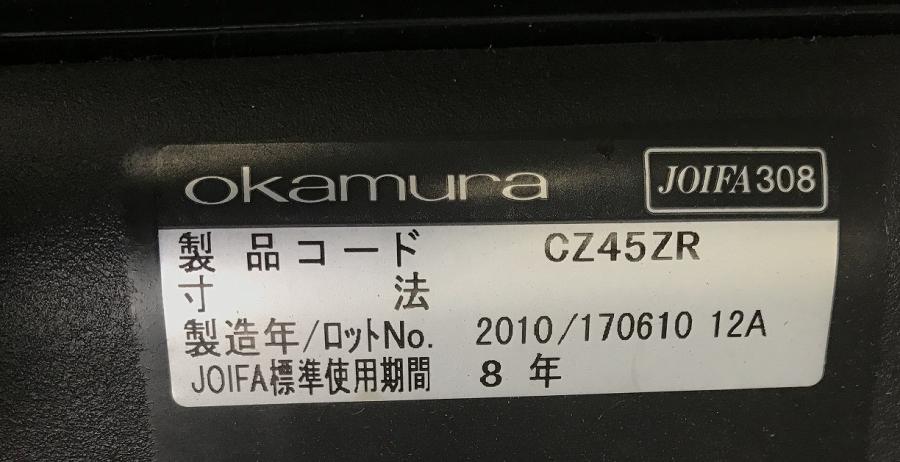 okamura
JOIFA308
製品コード CZ45ZR
寸法
製造年/ロットNo. 2010/170610 12A
JOIFA標準使用期間 8年